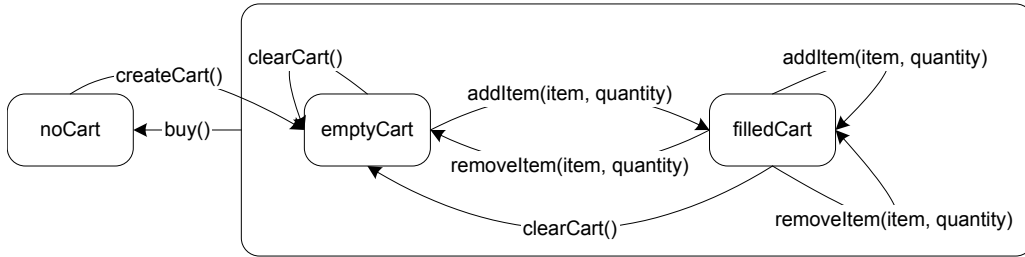 clearCart()
addItem(item, quantity)
createCart()
addItem(item, quantity)
noCart
buy()
emptyCart
filledCart
removeItem(item, quantity)
removeItem(item, quantity)
clearCart()